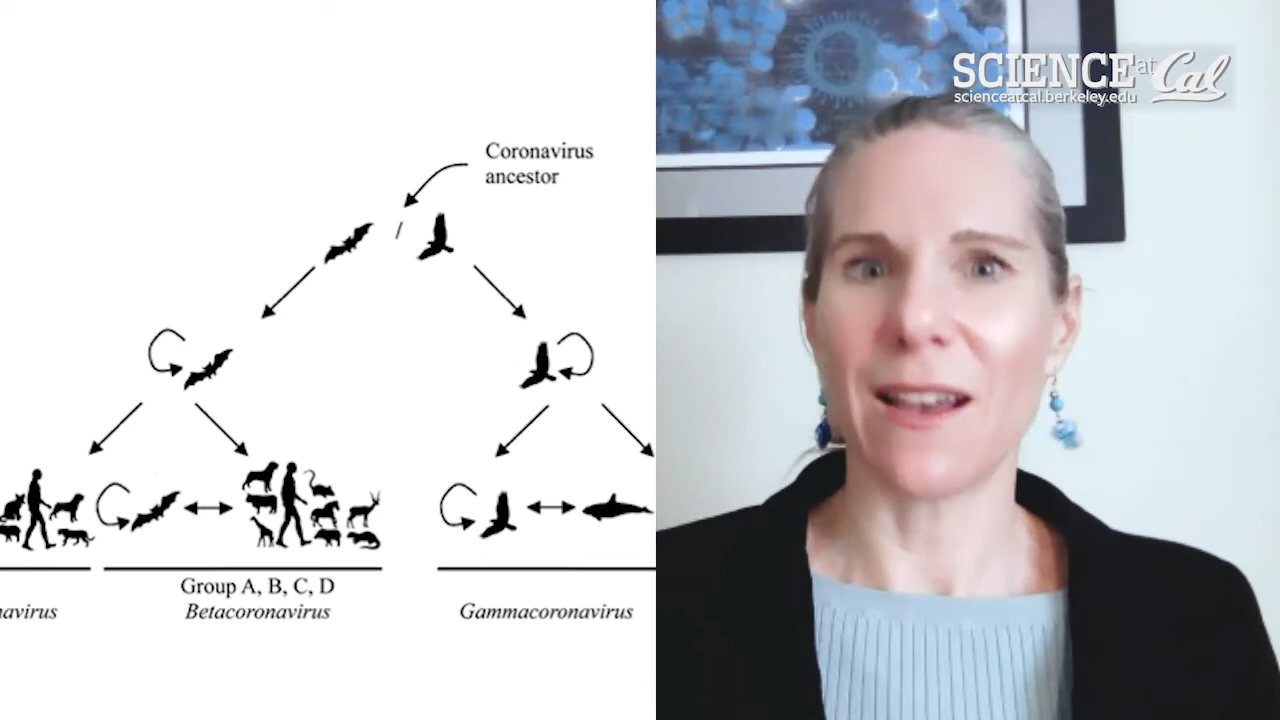 Coronavirus
ancestor
Group A, B, C, D
navirus
Betacoronavirus
Gammacoronavirus
SCIENCE at Cal
scienceatcal.berkeley.edu